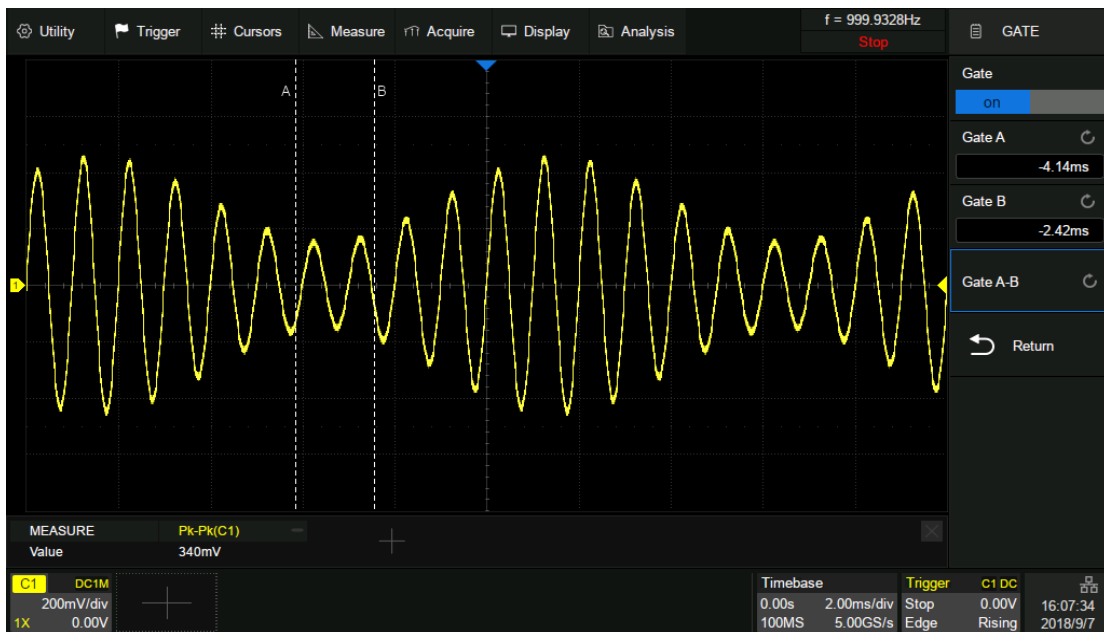 Utility Trigger Cursors Measure Acquire Display Analysis
f = 999.9328Hz
Stop
GATE
Gate
on
Gate A
-4.14ms
Gate B
-2.42ms
Gate A-B
Return
A B
1
MEASURE Pk-Pk(C1)
Value 340mV
C1 DC1M
200mV/div
1X 0.00V
Timebase
0.00s 2.00ms/div
100MS 5.00GS/s
Trigger C1 DC
Stop 0.00V
Edge Rising
16:07:34
2018/9/7